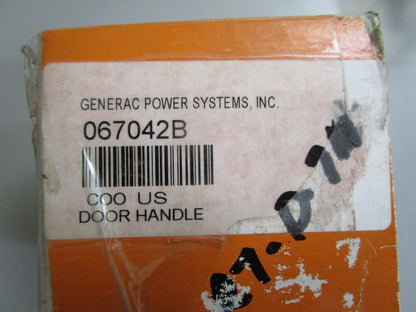 GENERAC POWER SYSTEMS, INC.
067042B
COO US
DOOR HANDLE